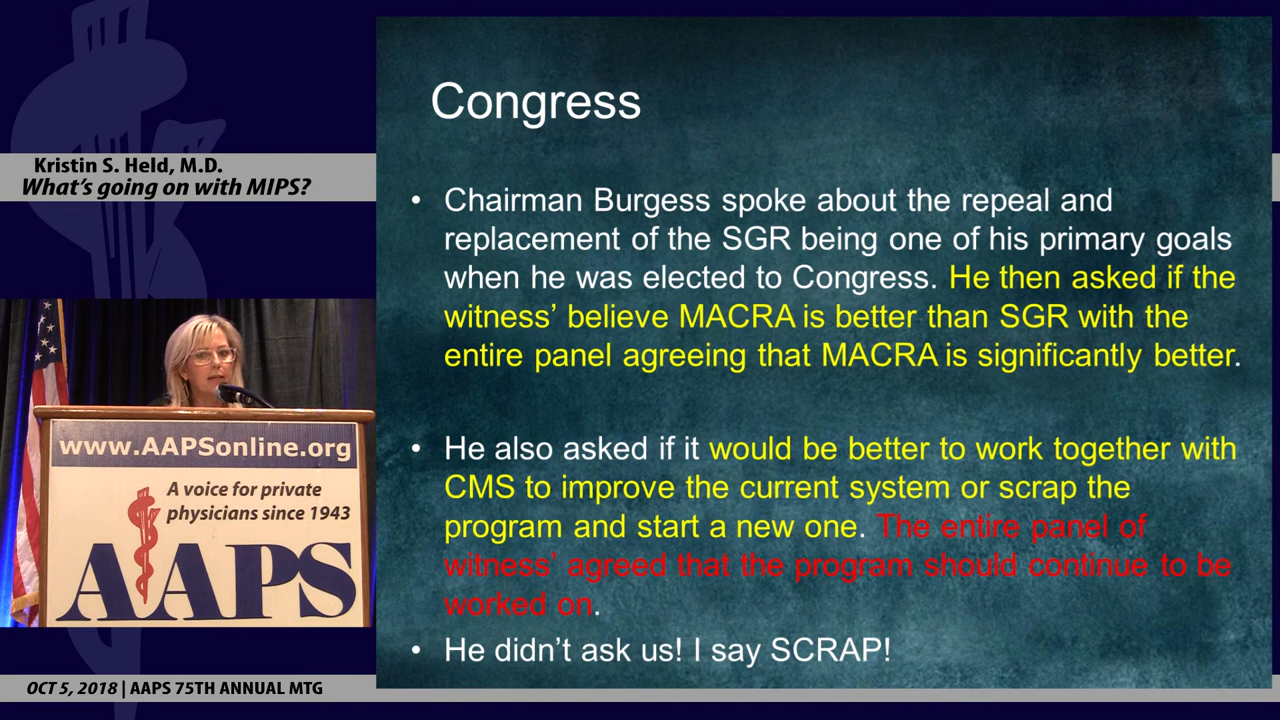 Kristin S. Held, M.D.
What's going on with MIPS?
www.AAPSonline.org
A voice for private
physicians since 1943
AAPS
OCT 5, 2018 | AAPS 75TH ANNUAL MTG
Congress
• Chairman Burgess spoke about the repeal and
replacement of the SGR being one of his primary goals
when he was elected to Congress. He then asked if the
witness’ believe MACRA is better than SGR with the
entire panel agreeing that MACRA is significantly better.
• He also asked if it would be better to work together with
CMS to improve the current system or scrap the
program and start a new one. The entire panel of
witness’ agreed that the program should continue to be
worked on.
• He didn’t ask us! I say SCRAP!